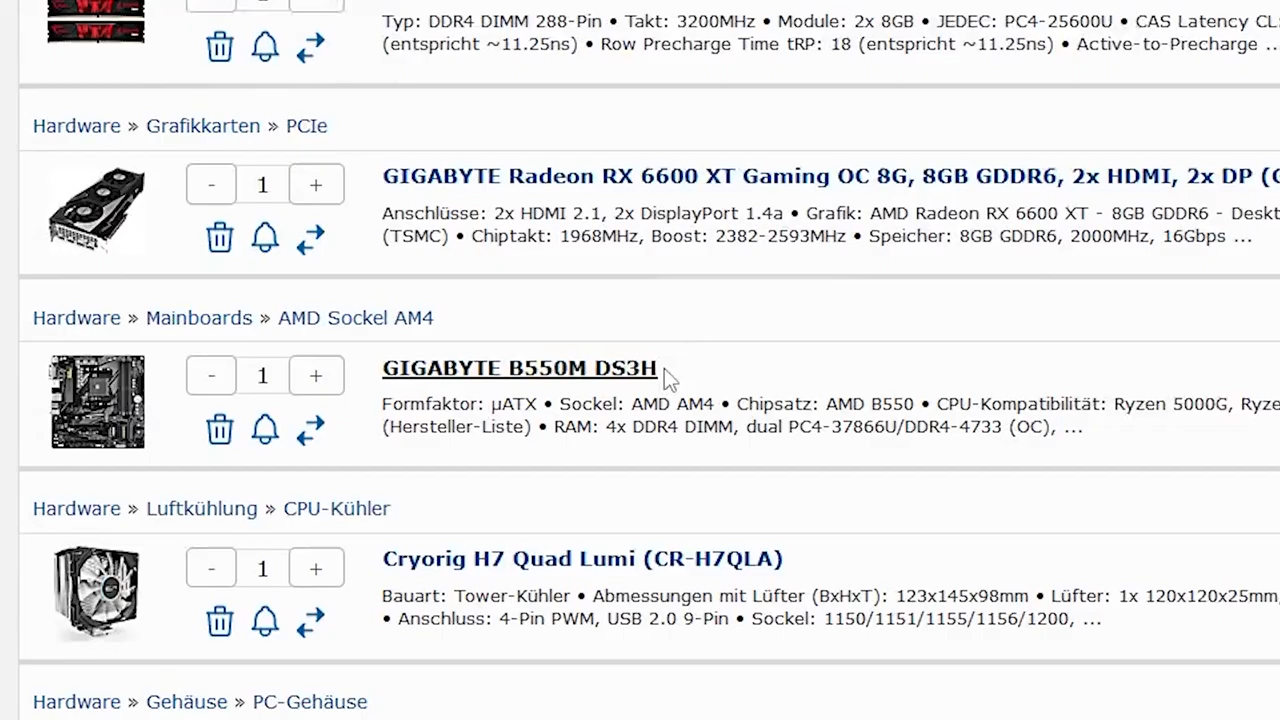 Typ: DDR4 DIMM 288-Pin • Takt: 3200MHz • Module: 2x 8GB • JEDEC: PC4-25600U • CAS Latency CL:
(entspricht ~11.25ns) • Row Precharge Time tRP: 18 (entspricht ~11.25ns) • Active-to-Precharge ...
Hardware » Grafikkarten » PCIe
- 1 +
GIGABYTE Radeon RX 6600 XT Gaming OC 8G, 8GB GDDR6, 2x HDMI, 2x DP (
Anschlüsse: 2x HDMI 2.1, 2x DisplayPort 1.4a • Grafik: AMD Radeon RX 6600 XT - 8GB GDDR6 - Deskt
(TSMC) • Chiptakt: 1968MHz, Boost: 2382-2593MHz • Speicher: 8GB GDDR6, 2000MHz, 16Gbps ...
Hardware » Mainboards » AMD Sockel AM4
- 1 +
GIGABYTE B550M DS3H
Formfaktor: µATX • Sockel: AMD AM4 • Chipsatz: AMD B550 • CPU-Kompatibilität: Ryzen 5000G, Ryze
(Hersteller-Liste) • RAM: 4x DDR4 DIMM, dual PC4-37866U/DDR4-4733 (OC), ...
Hardware » Luftkühlung » CPU-Kühler
- 1 +
Cryorig H7 Quad Lumi (CR-H7QLA)
Bauart: Tower-Kühler • Abmessungen mit Lüfter (BxHxT): 123x145x98mm • Lüfter: 1x 120x120x25mm,
• Anschluss: 4-Pin PWM, USB 2.0 9-Pin • Sockel: 1150/1151/1155/1156/1200, ...
Hardware » Gehäuse » PC-Gehäuse